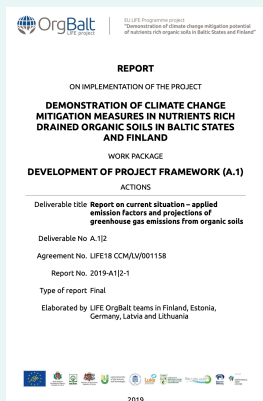 OrgBalt
LIFE project
EU LIFE Programme project
"Demonstration of climate change mitigation potential
of nutrients rich organic soils in Baltic States and Finland"
REPORT
ON IMPLEMENTATION OF THE PROJECT
DEMONSTRATION OF CLIMATE CHANGE
MITIGATION MEASURES IN NUTRIENTS RICH
DRAINED ORGANIC SOILS IN BALTIC STATES
AND FINLAND
WORK PACKAGE
DEVELOPMENT OF PROJECT FRAMEWORK (A.1)
ACTIONS
Deliverable title Report on current situation – applied
emission factors and projections of
greenhouse gas emissions from organic soils
Deliverable No A.1|2
Agreement No. LIFE18 CCM/LV/001158
Report No. 2019-A1|2-1
Type of report Final
Elaborated by LIFE OrgBalt teams in Finland, Estonia,
Germany, Latvia and Lithuania
Luke
2019